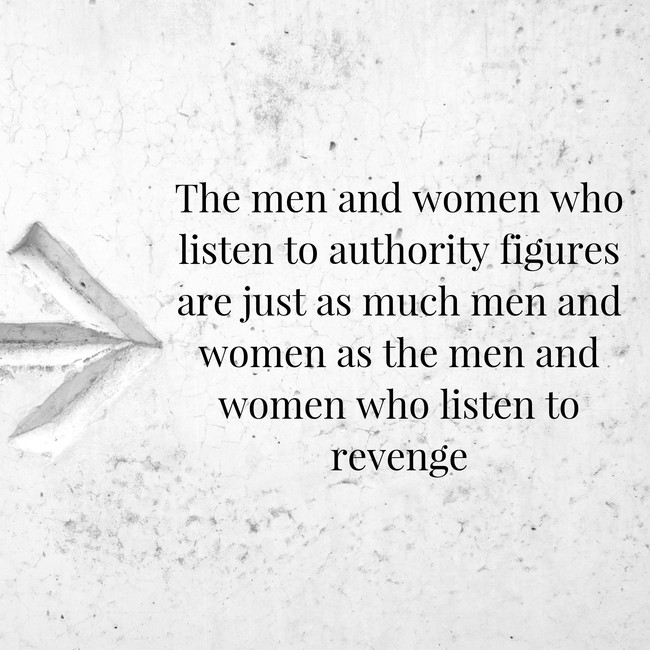 The men and women who
listen to authority figures
are just as much men and
women as the men and
women who listen to
revenge